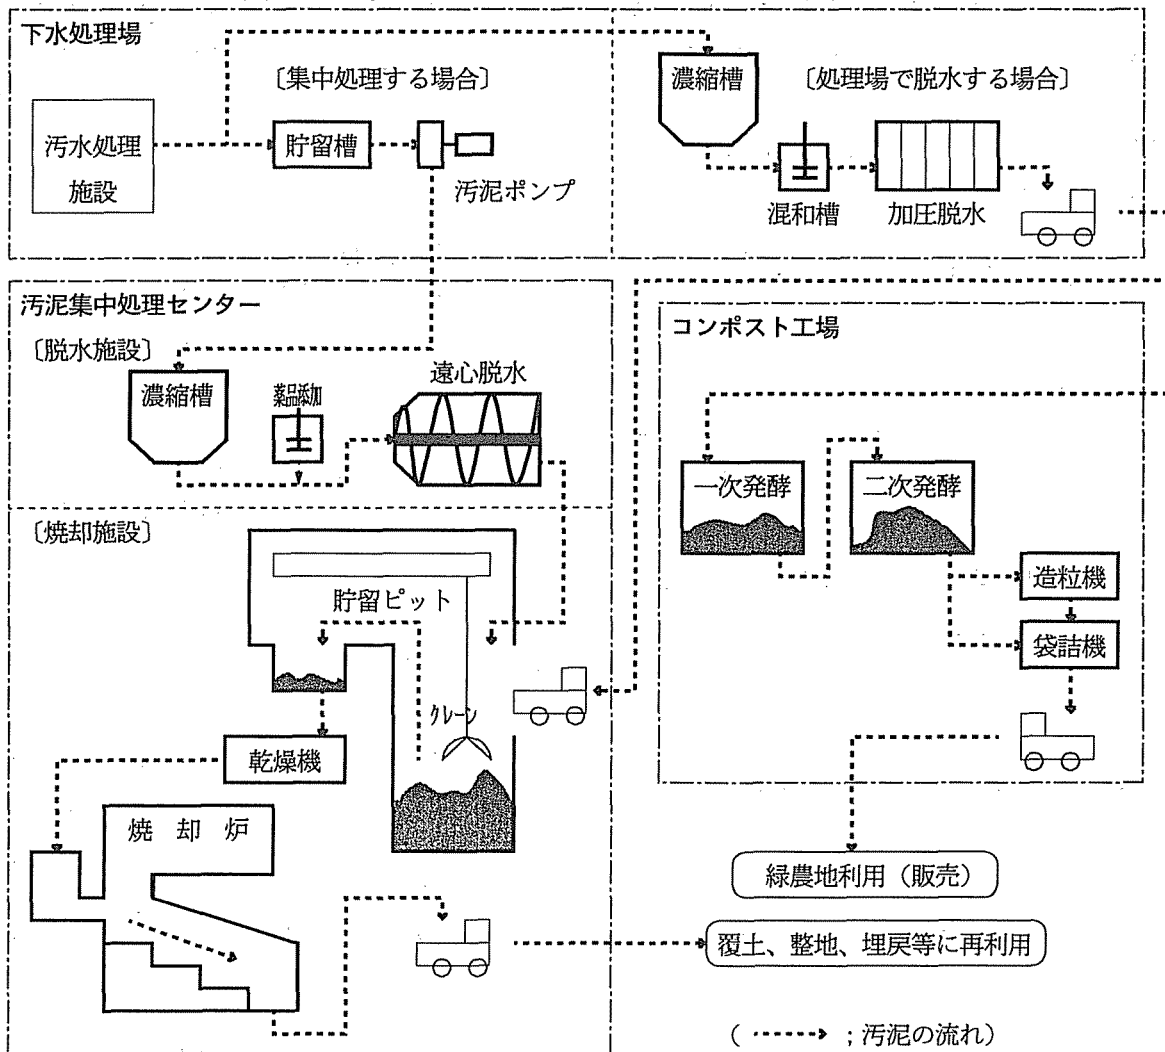 下水処理場
〔集中処理する場合〕
汚水処理
施設
貯留槽
汚泥ポンプ
濃縮槽
〔処理場で脱水する場合〕
混和槽
加圧脱水
汚泥集中処理センター
〔脱水施設〕
濃縮槽
薬品添加
遠心脱水
〔焼却施設〕
貯留ピット
クレーン
乾燥機
焼 却 炉
コンポスト工場
一次発酵
二次発酵
造粒機
袋詰機
緑農地利用（販売）
覆土、整地、埋戻等に再利用
( ; 汚泥の流れ）